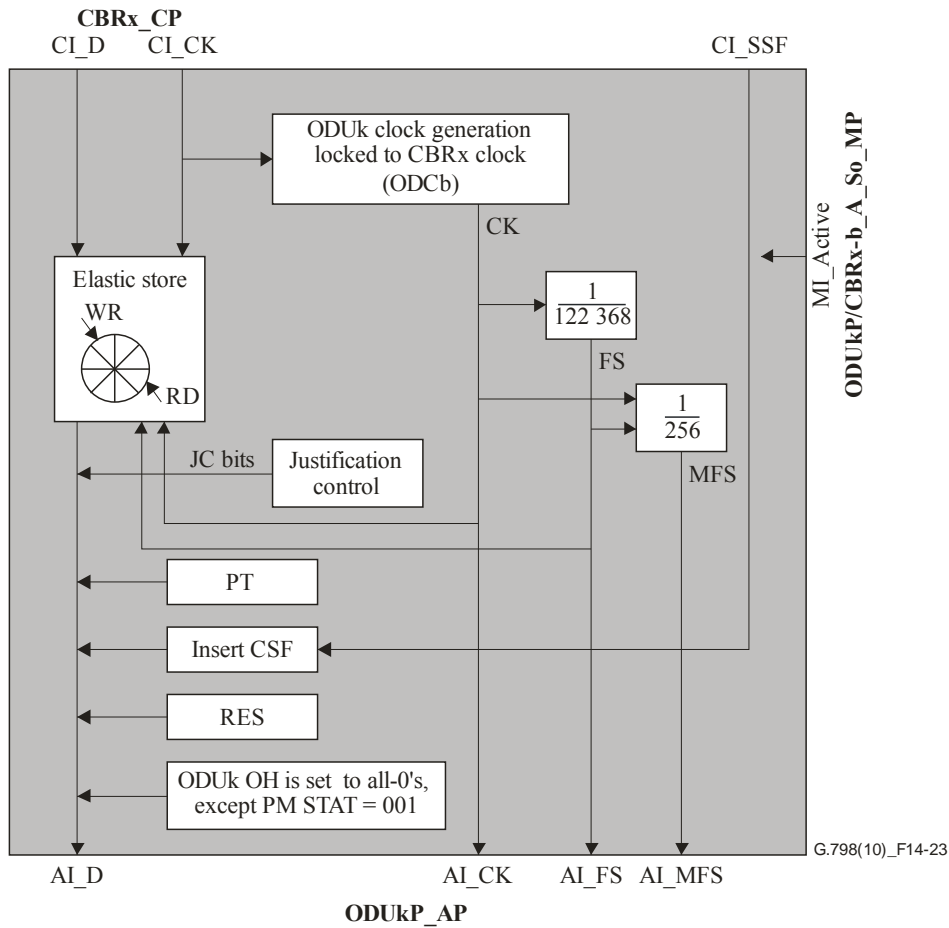 CBRx_CP
CI_D CI_CK CI_SSF
ODUk clock generation
locked to CBRx clock
(ODCb)
CK
MI_Active
ODUkP/CBRx-b_A_So_MP
Elastic store
WR
RD
1
122 368
FS
1
256
MFS
JC bits
Justification
control
PT
Insert CSF
RES
ODUk OH is set to all-0's,
except PM STAT = 001
G.798(10)_F14-23
AI_D AI_CK AI_FS AI_MFS
ODUkP_AP